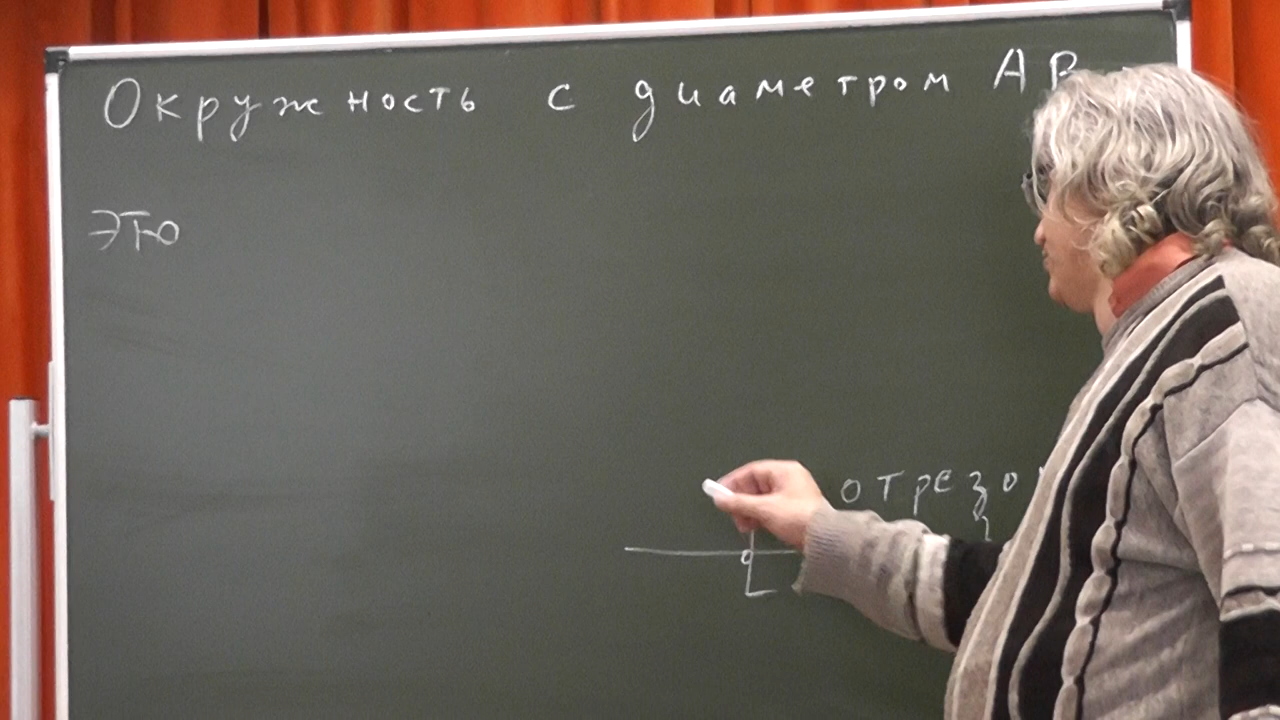 Окружность с диаметром АВ
это
отрезо